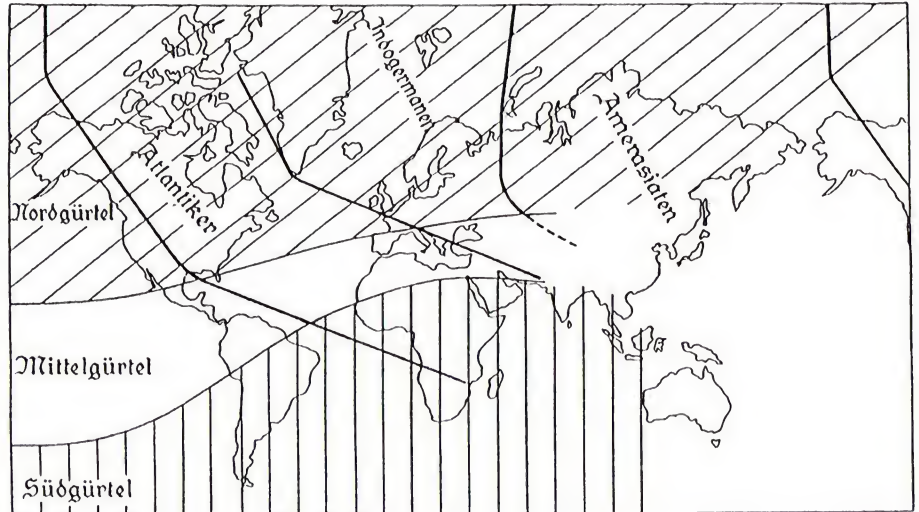 Indogermanen
Amerasiaten
Atlantiker
Nordgürtel
Mittelgürtel
Südgürtel